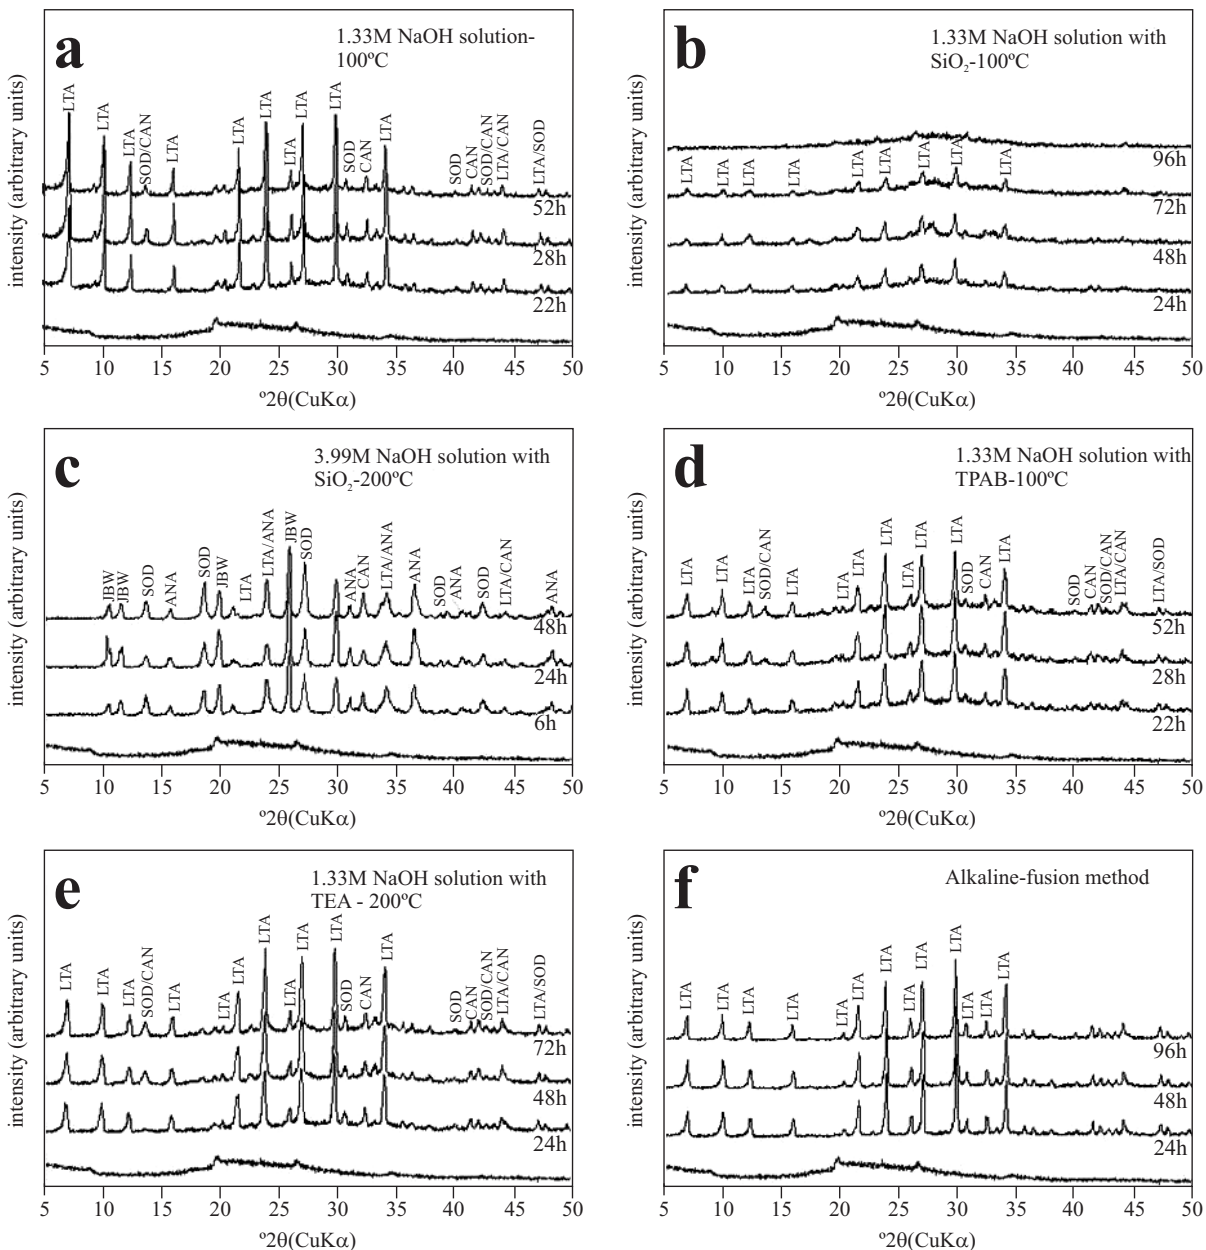 a
1.33M NaOH solution-
100ºC
intensity (arbitrary units)
LTA LTA LTA SOD/CAN LTA LTA LTA LTA LTA LTA SOD CAN LTA SOD CAN SOD/CAN LTA/CAN LTA/SOD
52h
28h
22h
5 10 15 20 25 30 35 40 45 50
º2θ(CuKα)
b
1.33M NaOH solution with
SiO2-100ºC
intensity (arbitrary units)
96h
LTA LTA LTA LTA LTA LTA LTA LTA LTA
72h
48h
24h
5 10 15 20 25 30 35 40 45 50
º2θ(CuKα)
c
3.99M NaOH solution with
SiO2-200ºC
intensity (arbitrary units)
JBW JBW SOD ANA SOD JBW LTA LTA/ANA JBW SOD ANA CAN LTA/ANA ANA SOD ANA SOD LTA/CAN ANA
48h
24h
6h
5 10 15 20 25 30 35 40 45 50
º2θ(CuKα)
d
1.33M NaOH solution with
TPAB-100ºC
intensity (arbitrary units)
LTA LTA LTA SOD/CAN LTA LTA LTA LTA LTA LTA LTA SOD CAN LTA SOD CAN SOD/CAN LTA/CAN LTA/SOD
52h
28h
22h
5 10 15 20 25 30 35 40 45 50
º2θ(CuKα)
e
1.33M NaOH solution with
TEA - 200ºC
intensity (arbitrary units)
LTA LTA LTA SOD/CAN LTA LTA LTA LTA LTA LTA LTA SOD CAN LTA SOD CAN SOD/CAN LTA/CAN LTA/SOD
72h
48h
24h
5 10 15 20 25 30 35 40 45 50
º2θ(CuKα)
f
Alkaline-fusion method
intensity (arbitrary units)
LTA LTA LTA LTA LTA LTA LTA LTA LTA LTA LTA LTA LTA
96h
48h
24h
5 10 15 20 25 30 35 40 45 50
º2θ(CuKα)